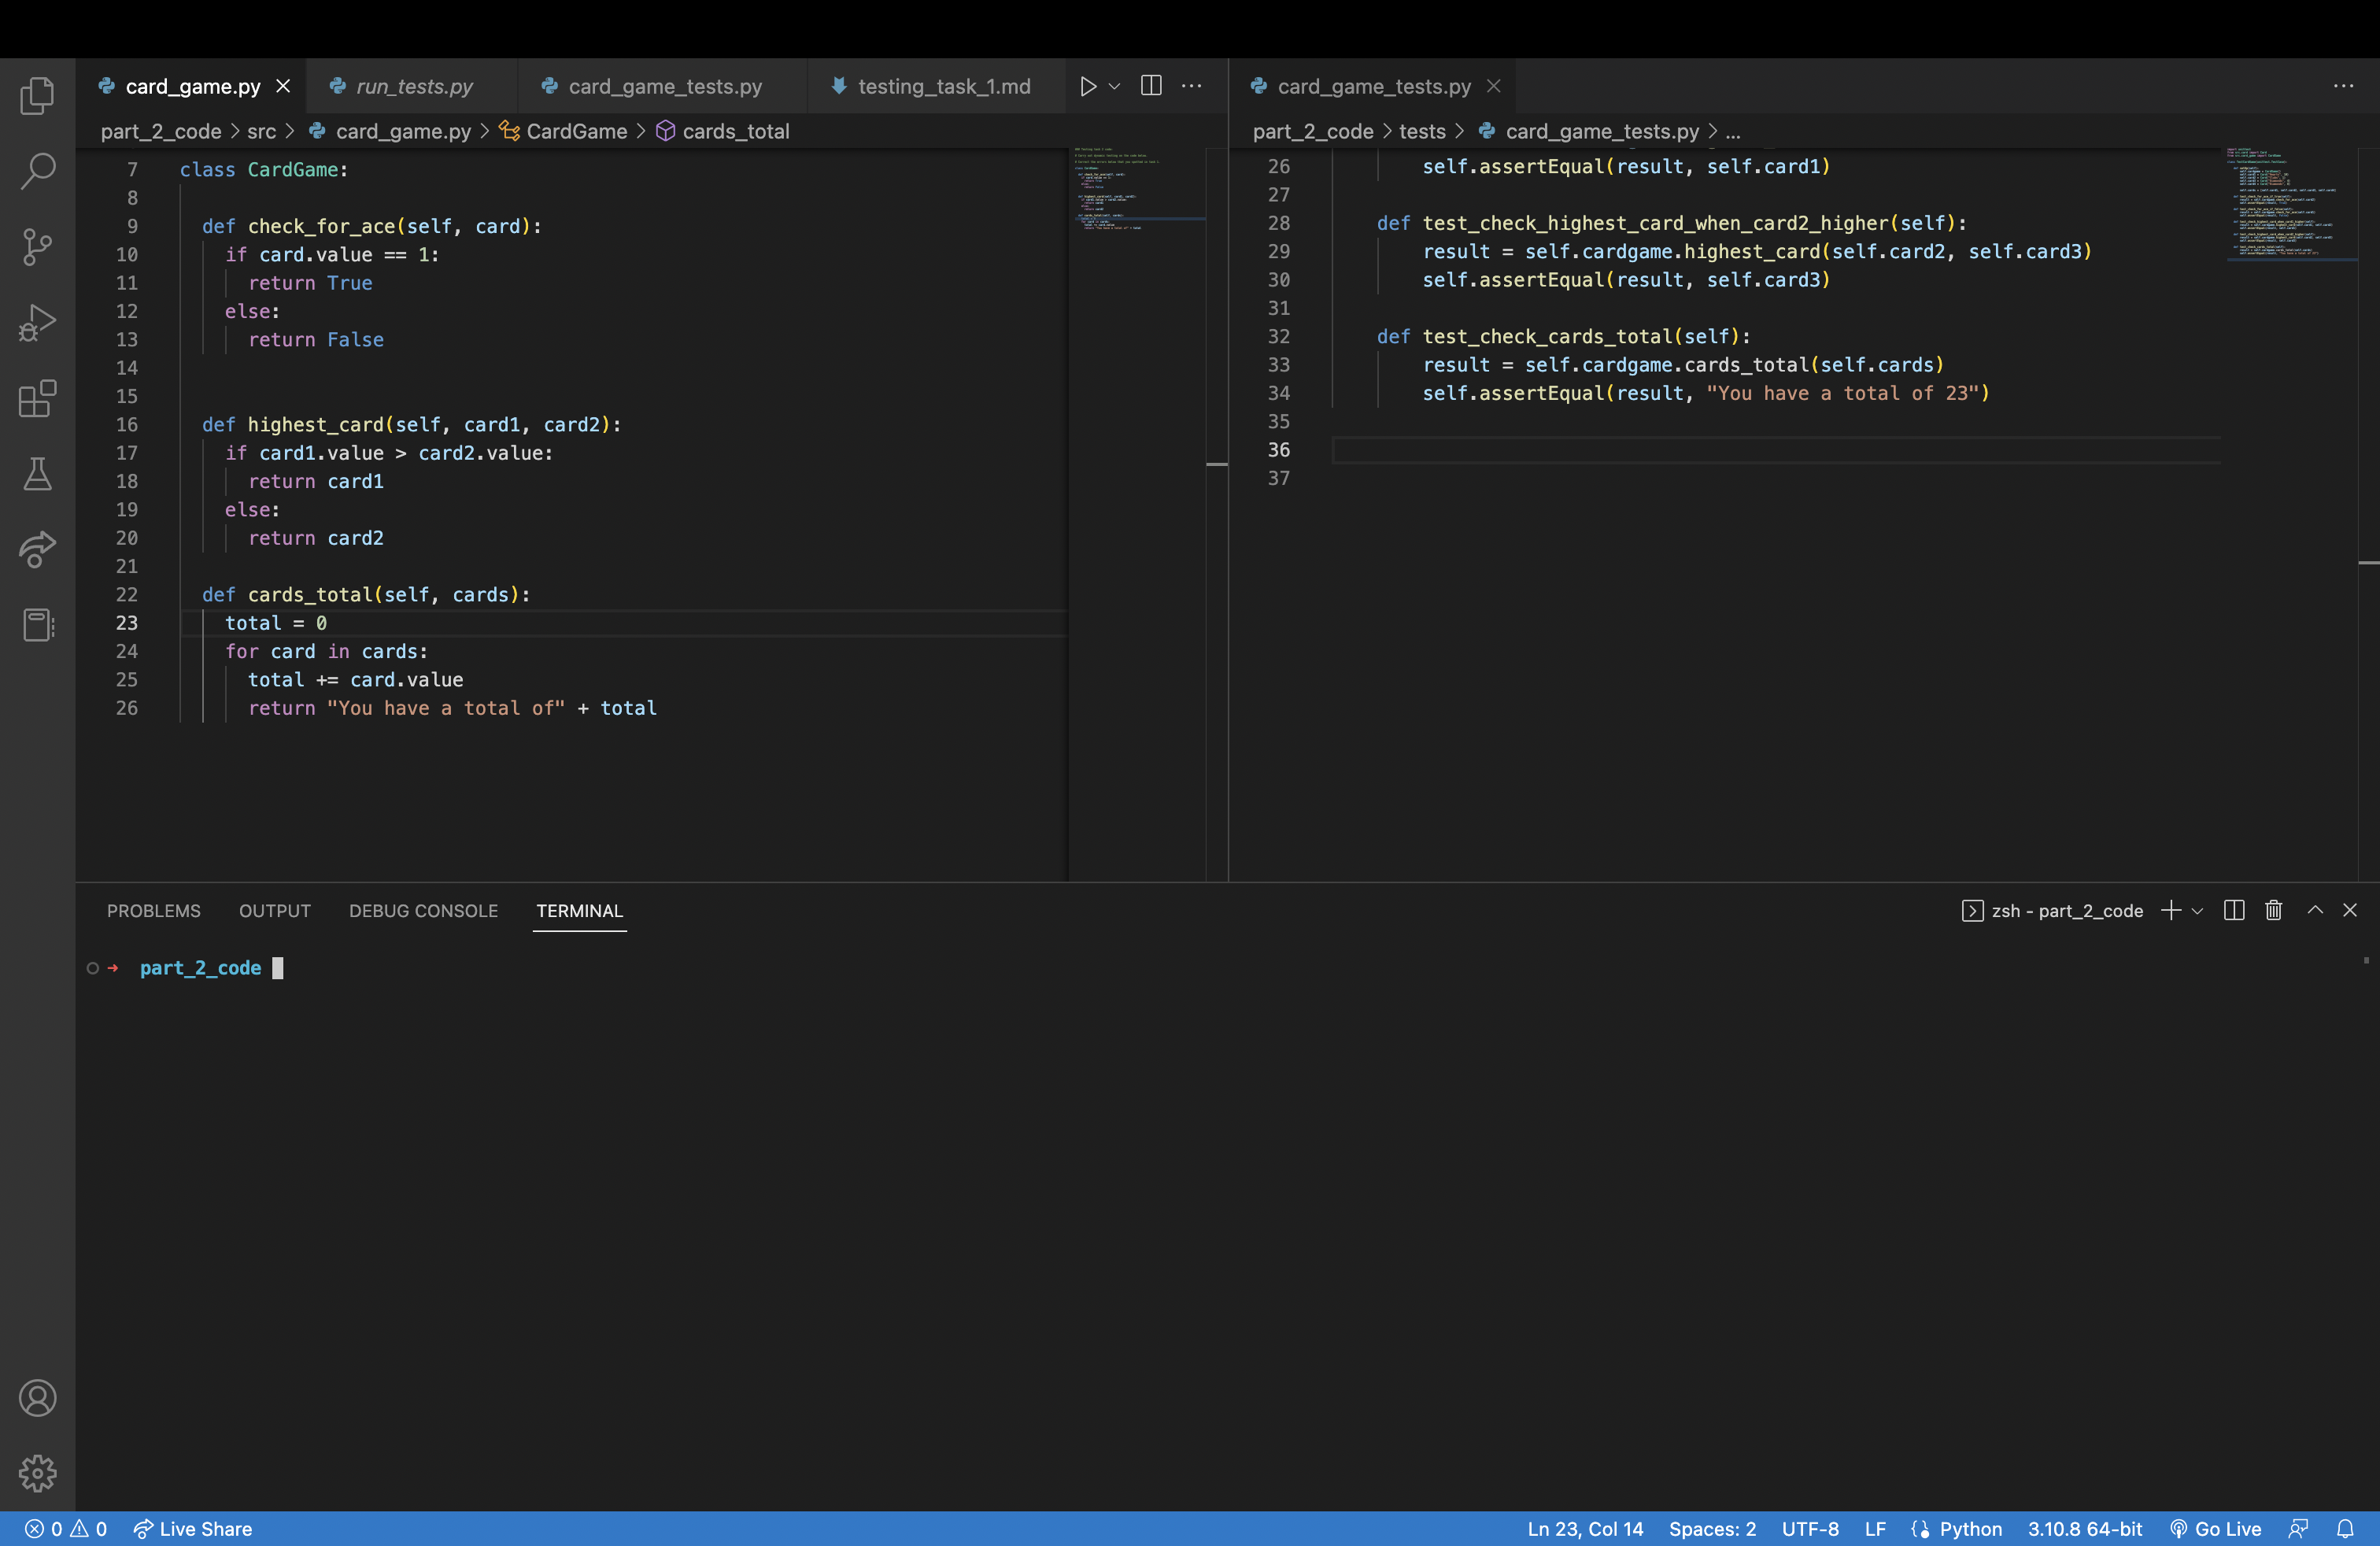 card_game.py
run_tests.py
card_game_tests.py
testing_task_1.md
part_2_code > src > card_game.py > CardGame > cards_total
7 class CardGame:
8
9 def check_for_ace(self, card):
10 if card.value == 1:
11 return True
12 else:
13 return False
14
15
16 def highest_card(self, card1, card2):
17 if card1.value > card2.value:
18 return card1
19 else:
20 return card2
21
22 def cards_total(self, cards):
23 total = 0
24 for card in cards:
25 total += card.value
26 return "You have a total of" + total
card_game_tests.py
part_2_code > tests > card_game_tests.py > ...
26 self.assertEqual(result, self.card1)
27
28 def test_check_highest_card_when_card2_higher(self):
29 result = self.cardgame.highest_card(self.card2, self.card3)
30 self.assertEqual(result, self.card3)
31
32 def test_check_cards_total(self):
33 result = self.cardgame.cards_total(self.cards)
34 self.assertEqual(result, "You have a total of 23")
35
36
37
PROBLEMS OUTPUT DEBUG CONSOLE TERMINAL
zsh - part_2_code
part_2_code
0 0 Live Share
Ln 23, Col 14 Spaces: 2 UTF-8 LF Python 3.10.8 64-bit Go Live